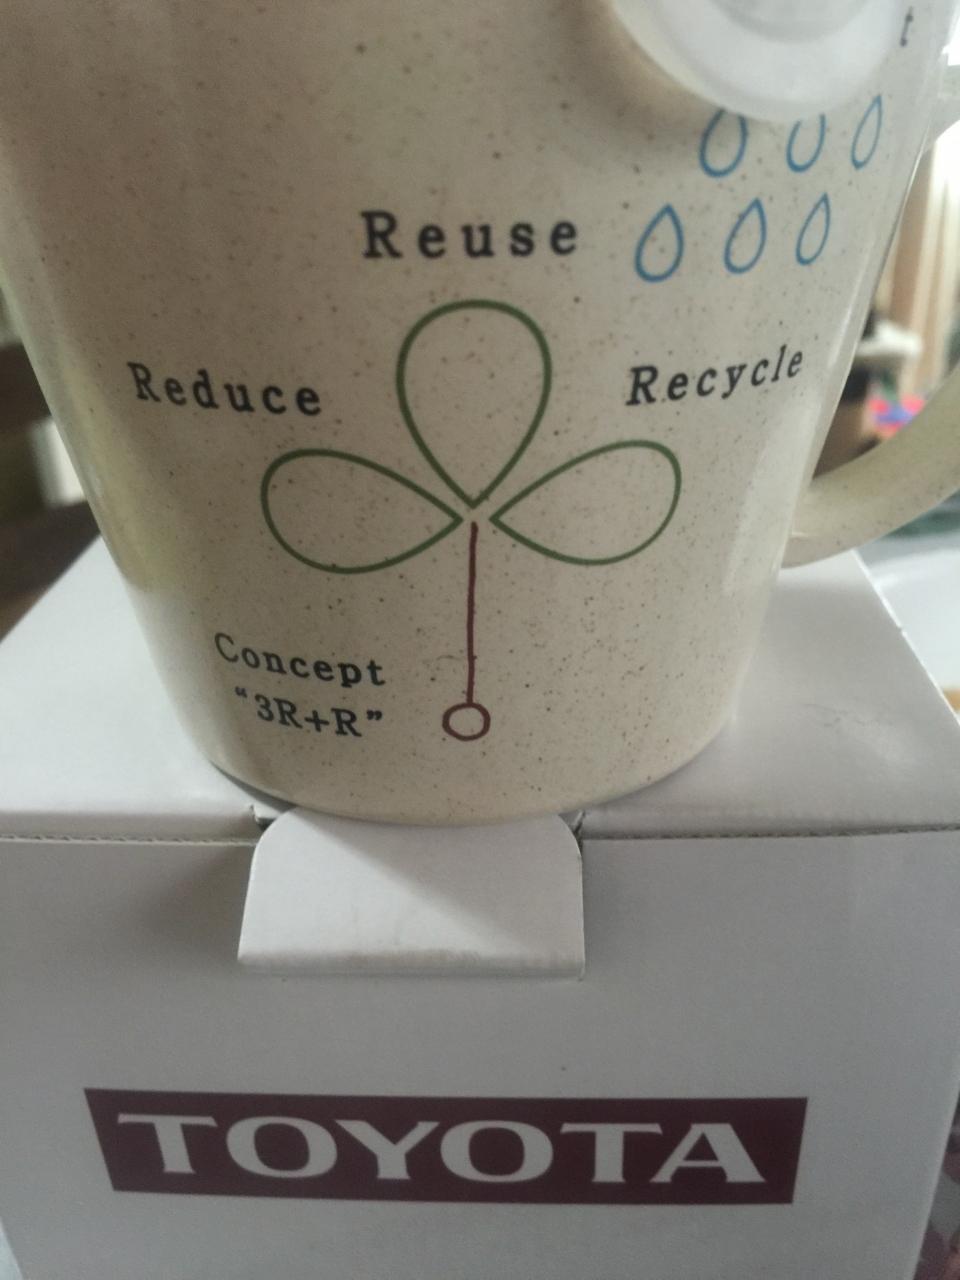 Reuse
Reduce
Recycle
Concept
"3R+R"
TOYOTA